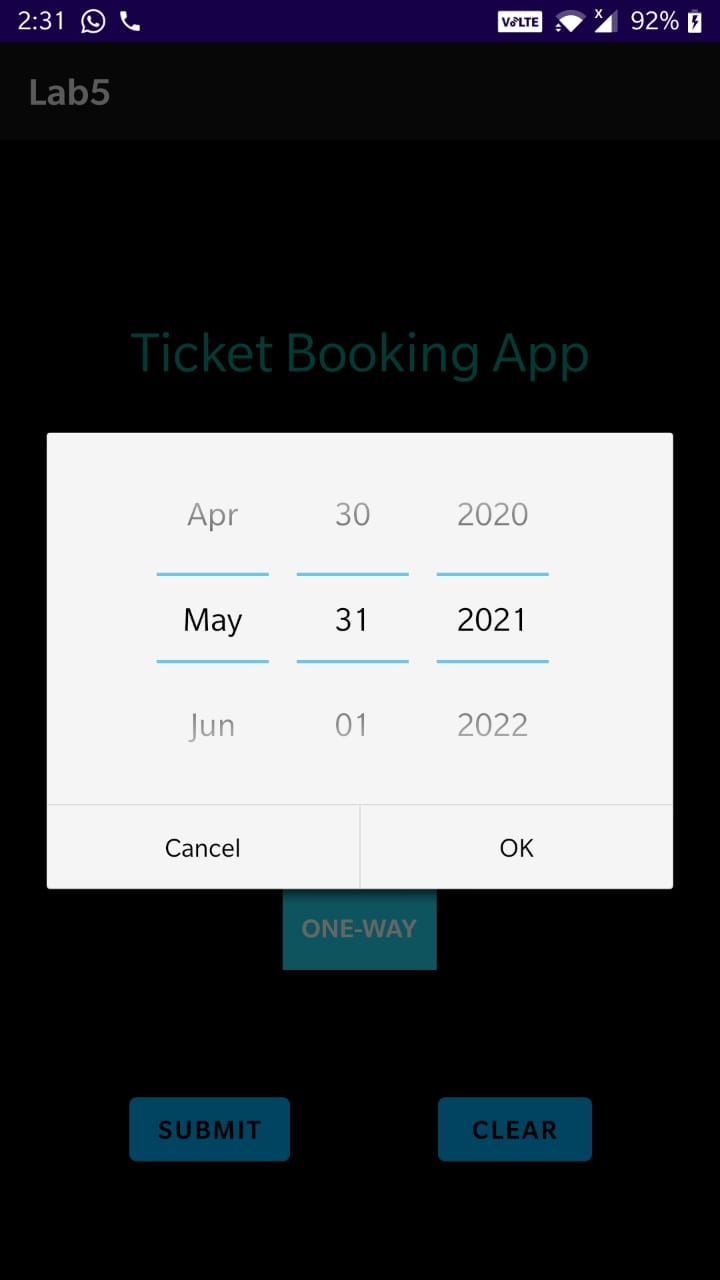 2:31 VoLTE X 92%
Lab5
Ticket Booking App
Apr 30 2020
May 31 2021
Jun 01 2022
Cancel OK
ONE-WAY
SUBMIT CLEAR